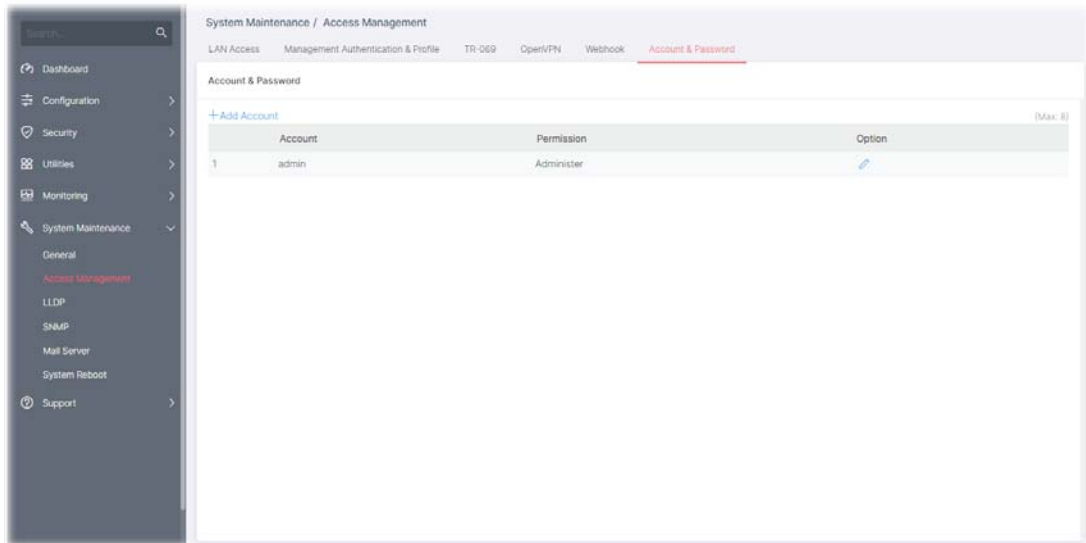 Search...
Dashboard
Configuration
Security
Utilities
Monitoring
System Maintenance
General
Access Management
LLDP
SNMP
Mail Server
System Reboot
Support
System Maintenance / Access Management
LAN Access Management Authentication & Profile TR-069 OpenVPN Webhook Account & Password
Account & Password
+Add Account (Max: 8)
Account Permission Option
1 admin Administer